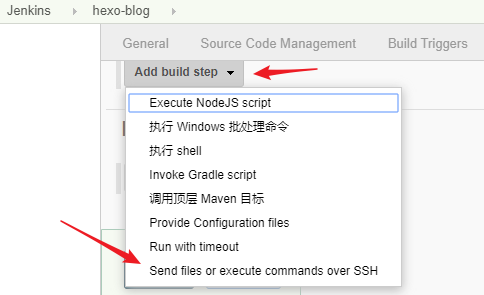 Jenkins hexo-blog
General Source Code Management Build Triggers
Add build step
Execute NodeJS script
执行 Windows 批处理命令
执行 shell
Invoke Gradle script
调用顶层 Maven 目标
Provide Configuration files
Run with timeout
Send files or execute commands over SSH